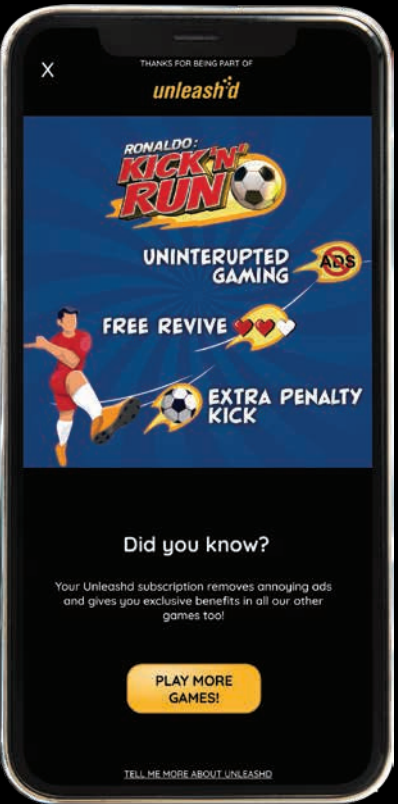 X
THANKS FOR BEING PART OF
unleash'd
RONALDO:
KICK'N'
RUN
UNINTERUPTED
GAMING
ADS
FREE REVIVE
EXTRA PENALTY
KICK
Did you know?
Your Unleashd subscription removes annoying ads
and gives you exclusive benefits in all our other
games too!
PLAY MORE
GAMES!
TELL ME MORE ABOUT UNLEASHD